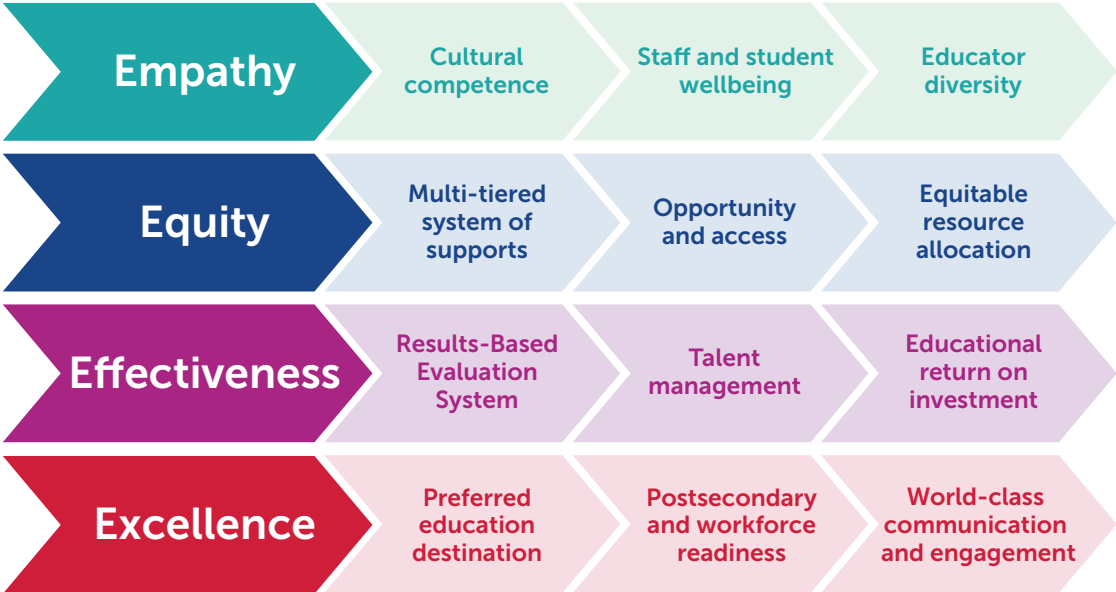 Empathy
Cultural
competence
Staff and student
wellbeing
Educator
diversity
Equity
Multi-tiered
system of
supports
Opportunity
and access
Equitable
resource
allocation
Effectiveness
Results-Based
Evaluation
System
Talent
management
Educational
return on
investment
Excellence
Preferred
education
destination
Postsecondary
and workforce
readiness
World-class
communication
and engagement